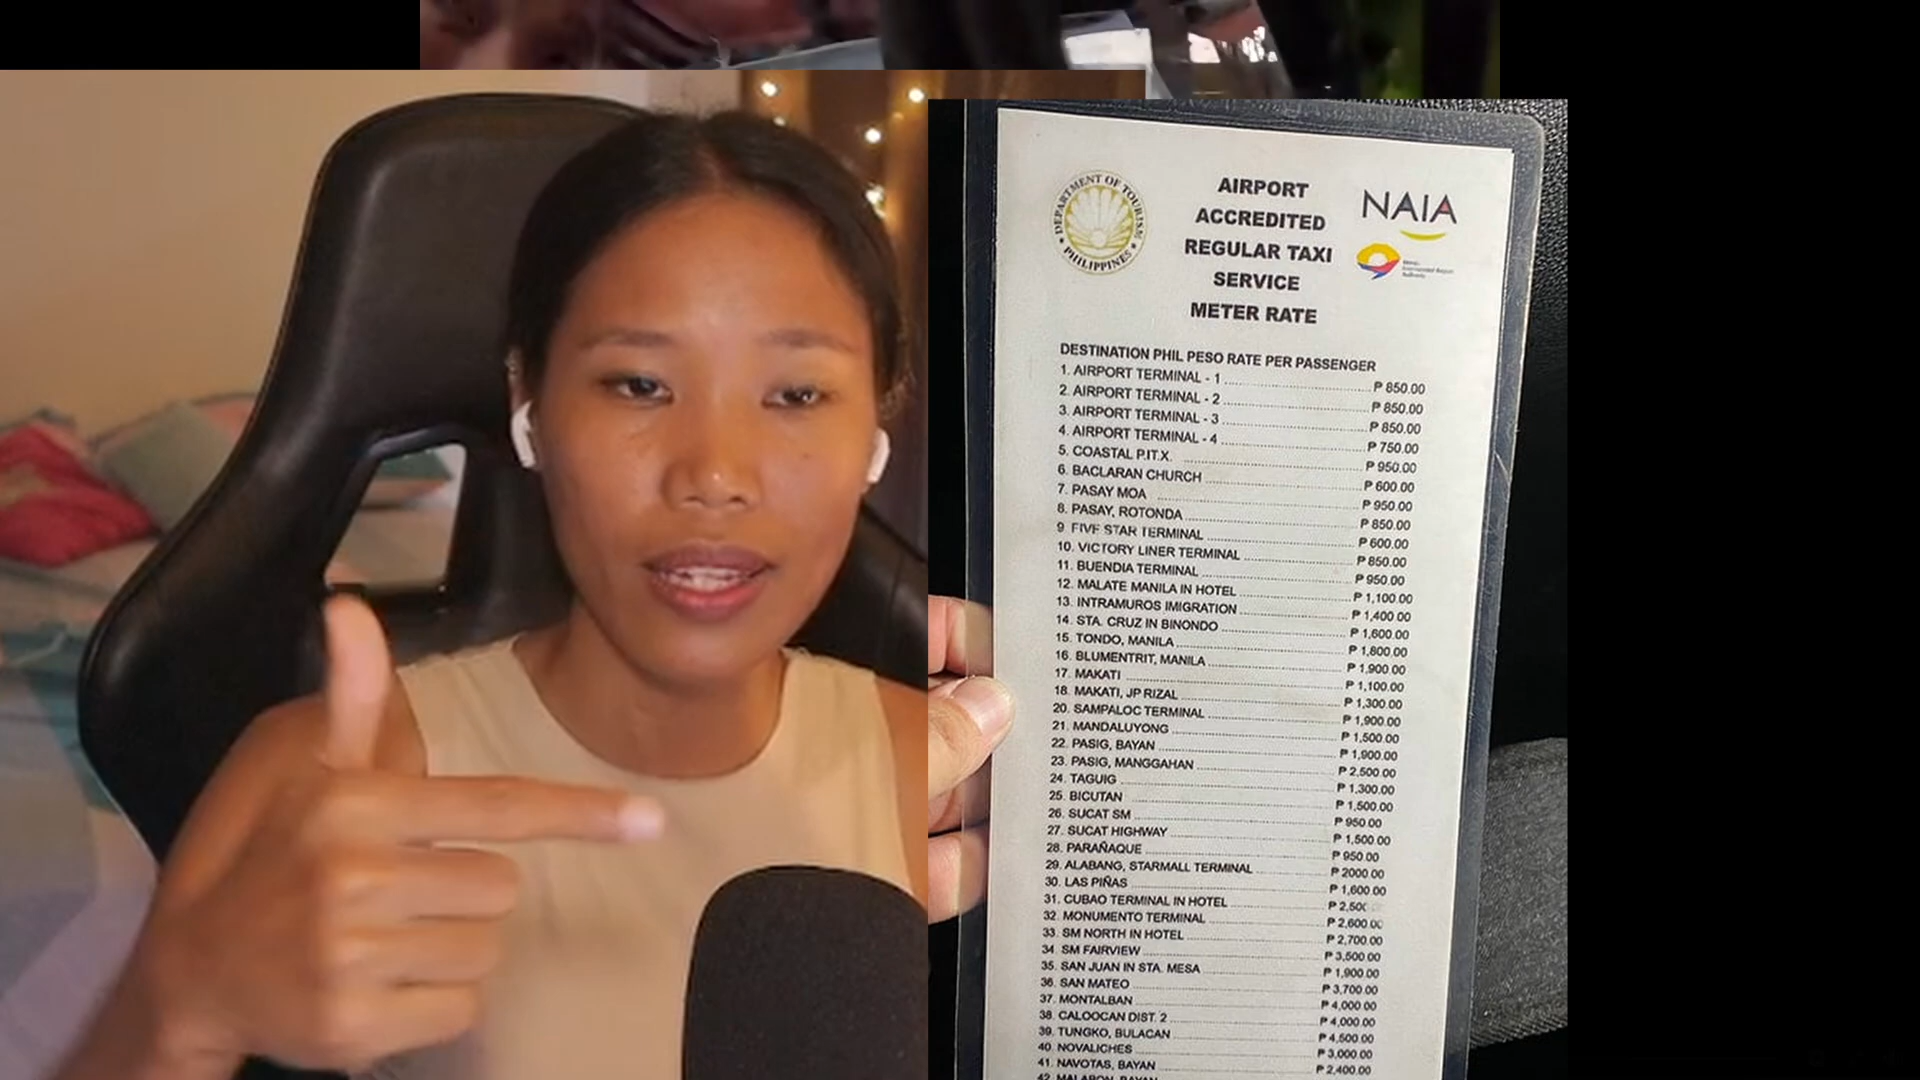 DEPARTMENT OF TOURISM
PHILIPPINES
AIRPORT
ACCREDITED
REGULAR TAXI
SERVICE
METER RATE
NAIA
DESTINATION PHIL PESO RATE PER PASSENGER
1. AIRPORT TERMINAL - 1 ₱ 850.00
2. AIRPORT TERMINAL - 2 ₱ 850.00
3. AIRPORT TERMINAL - 3 ₱ 850.00
4. AIRPORT TERMINAL - 4 ₱ 750.00
5. COASTAL P.IT.X. ₱ 950.00
6. BACLARAN CHURCH ₱ 600.00
7. PASAY MOA ₱ 950.00
8. PASAY, ROTONDA ₱ 850.00
9 FIVE STAR TERMINAL ₱ 600.00
10. VICTORY LINER TERMINAL ₱ 850.00
11. BUENDIA TERMINAL ₱ 950.00
12. MALATE MANILA IN HOTEL ₱ 1,100.00
13. INTRAMUROS IMIGRATION ₱ 1,400.00
14. STA. CRUZ IN BINONDO ₱ 1,600.00
15. TONDO, MANILA ₱ 1,800.00
16. BLUMENTRIT, MANILA ₱ 1,900.00
17. MAKATI ₱ 1,100.00
18. MAKATI, JP RIZAL ₱ 1,300.00
20. SAMPALOC TERMINAL ₱ 1,900.00
21. MANDALUYONG ₱ 1,500.00
22. PASIG, BAYAN ₱ 1,900.00
23. PASIG, MANGGAHAN ₱ 2,500.00
24. TAGUIG ₱ 1,300.00
25. BICUTAN ₱ 1,500.00
26. SUCAT SM ₱ 950.00
27. SUCAT HIGHWAY ₱ 1,500.00
28. PARAÑAQUE ₱ 950.00
29. ALABANG, STARMALL TERMINAL ₱ 2000.00
30. LAS PIÑAS ₱ 1,600.00
31. CUBAO TERMINAL IN HOTEL ₱ 2,500
32. MONUMENTO TERMINAL ₱ 2,600.00
33. SM NORTH IN HOTEL ₱ 2,700.00
34. SM FAIRVIEW ₱ 3,500.00
35. SAN JUAN IN STA. MESA ₱ 1,900.00
36. SAN MATEO ₱ 3,700.00
37. MONTALBAN ₱ 4,000.00
38. CALOOCAN DIST. 2 ₱ 4,000.00
39. TUNGKO, BULACAN ₱ 4,500.00
40. NOVALICHES ₱ 3,000.00
41. NAVOTAS, BAYAN ₱ 2,400.00
42. MALABON, BAYAN